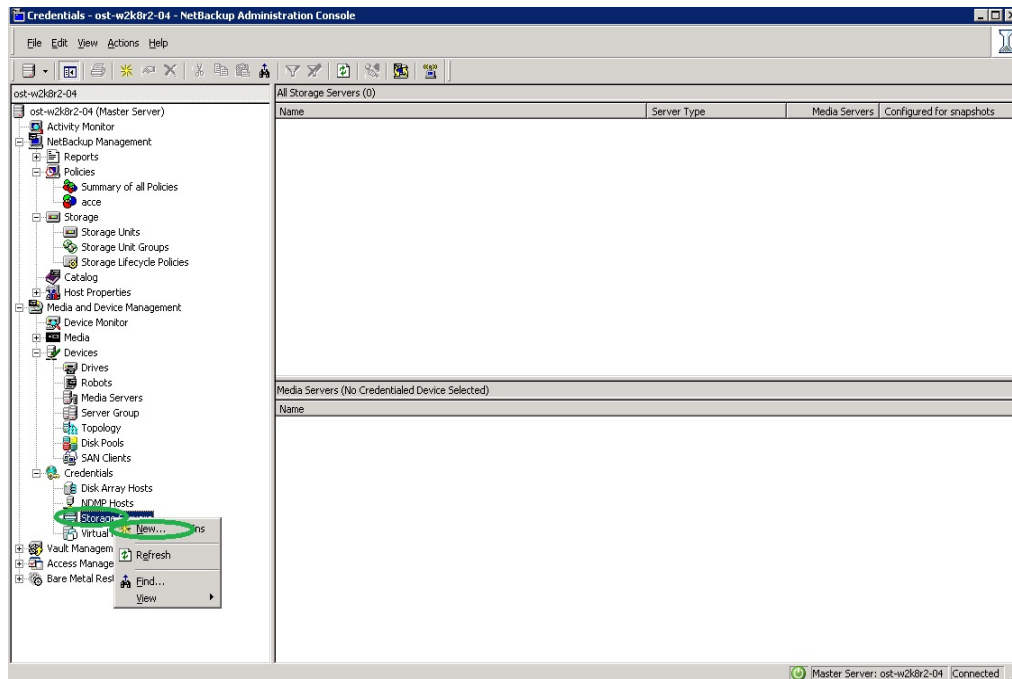 Credentials - ost-w2k8r2-04 - NetBackup Administration Console
File Edit View Actions Help
ost-w2k8r2-04
All Storage Servers (0)
ost-w2k8r2-04 (Master Server)
Name Server Type Media Servers Configured for snapshots
Activity Monitor
NetBackup Management
Reports
Policies
Summary of all Policies
acce
Storage
Storage Units
Storage Unit Groups
Storage Lifecycle Policies
Catalog
Host Properties
Media and Device Management
Device Monitor
Media
Devices
Drives
Robots
Media Servers
Server Group
Topology
Disk Pools
SAN Clients
Credentials
Disk Array Hosts
NDMP Hosts
Storage
Virtual
Vault Managem
Access Manage
Bare Metal Rest
New...
Refresh
Find...
View
Media Servers (No Credentialed Device Selected)
Name
Master Server: ost-w2k8r2-04 Connected